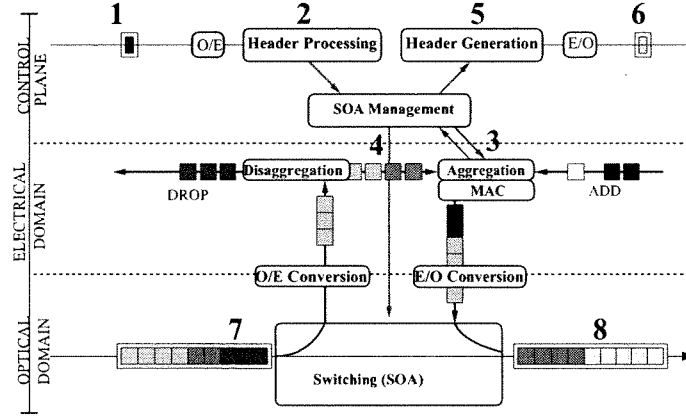 1
2
5
6
O/E
Header Processing
Header Generation
E/O
CONTROL
PLANE
SOA Management
4
3
Disaggregation
Aggregation
MAC
DROP
ADD
ELECTRICAL
DOMAIN
O/E Conversion
E/O Conversion
7
8
OPTICAL
DOMAIN
Switching (SOA)